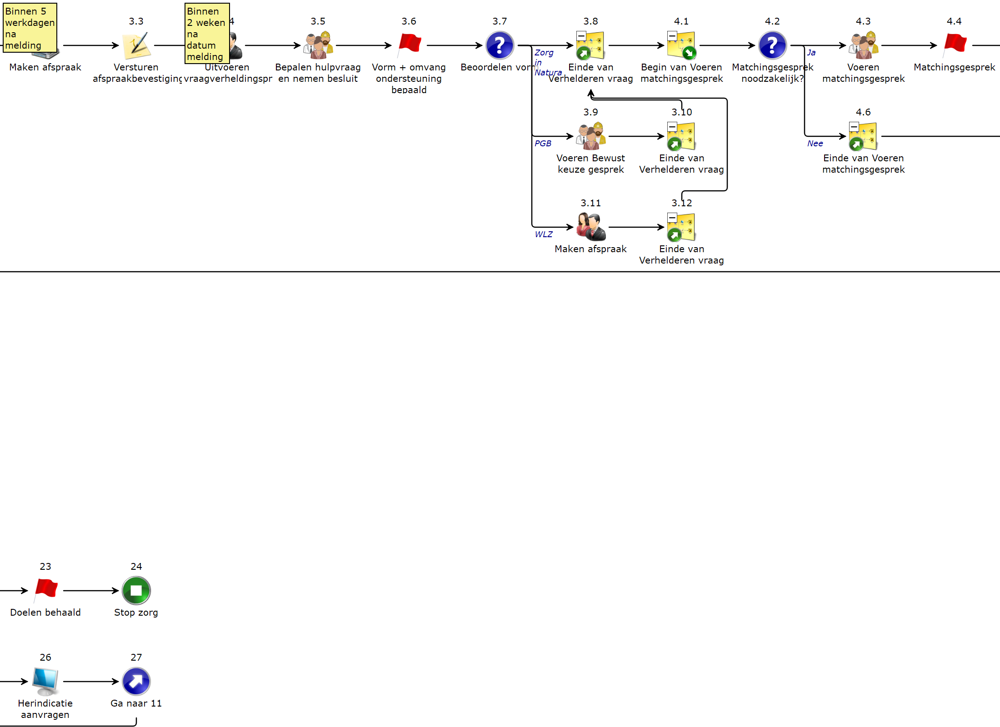 Binnen 5
werkdagen
na
melding
Maken afspraak
3.3
Versturen
afspraakbevestiging
Binnen
2 weken
na
datum
melding
4
Uitvoeren
vraagverheldingspr
3.5
Bepalen hulpvraag
en nemen besluit
3.6
Vorm + omvang
ondersteuning
bepaald
3.7
Beoordelen vorm
Zorg
in
Natura
3.8
Einde van
Verhelderen vraag
4.1
Begin van Voeren
matchingsgesprek
4.2
Matchingsgesprek
noodzakelijk?
Ja
4.3
Voeren
matchingsgesprek
4.4
Matchingsgesprek
PGB
3.9
Voeren Bewust
keuze gesprek
3.10
Einde van
Verhelderen vraag
Nee
4.6
Einde van Voeren
matchingsgesprek
WLZ
3.11
Maken afspraak
3.12
Einde van
Verhelderen vraag
23
Doelen behaald
24
Stop zorg
26
Herindicatie
aanvragen
27
Ga naar 11